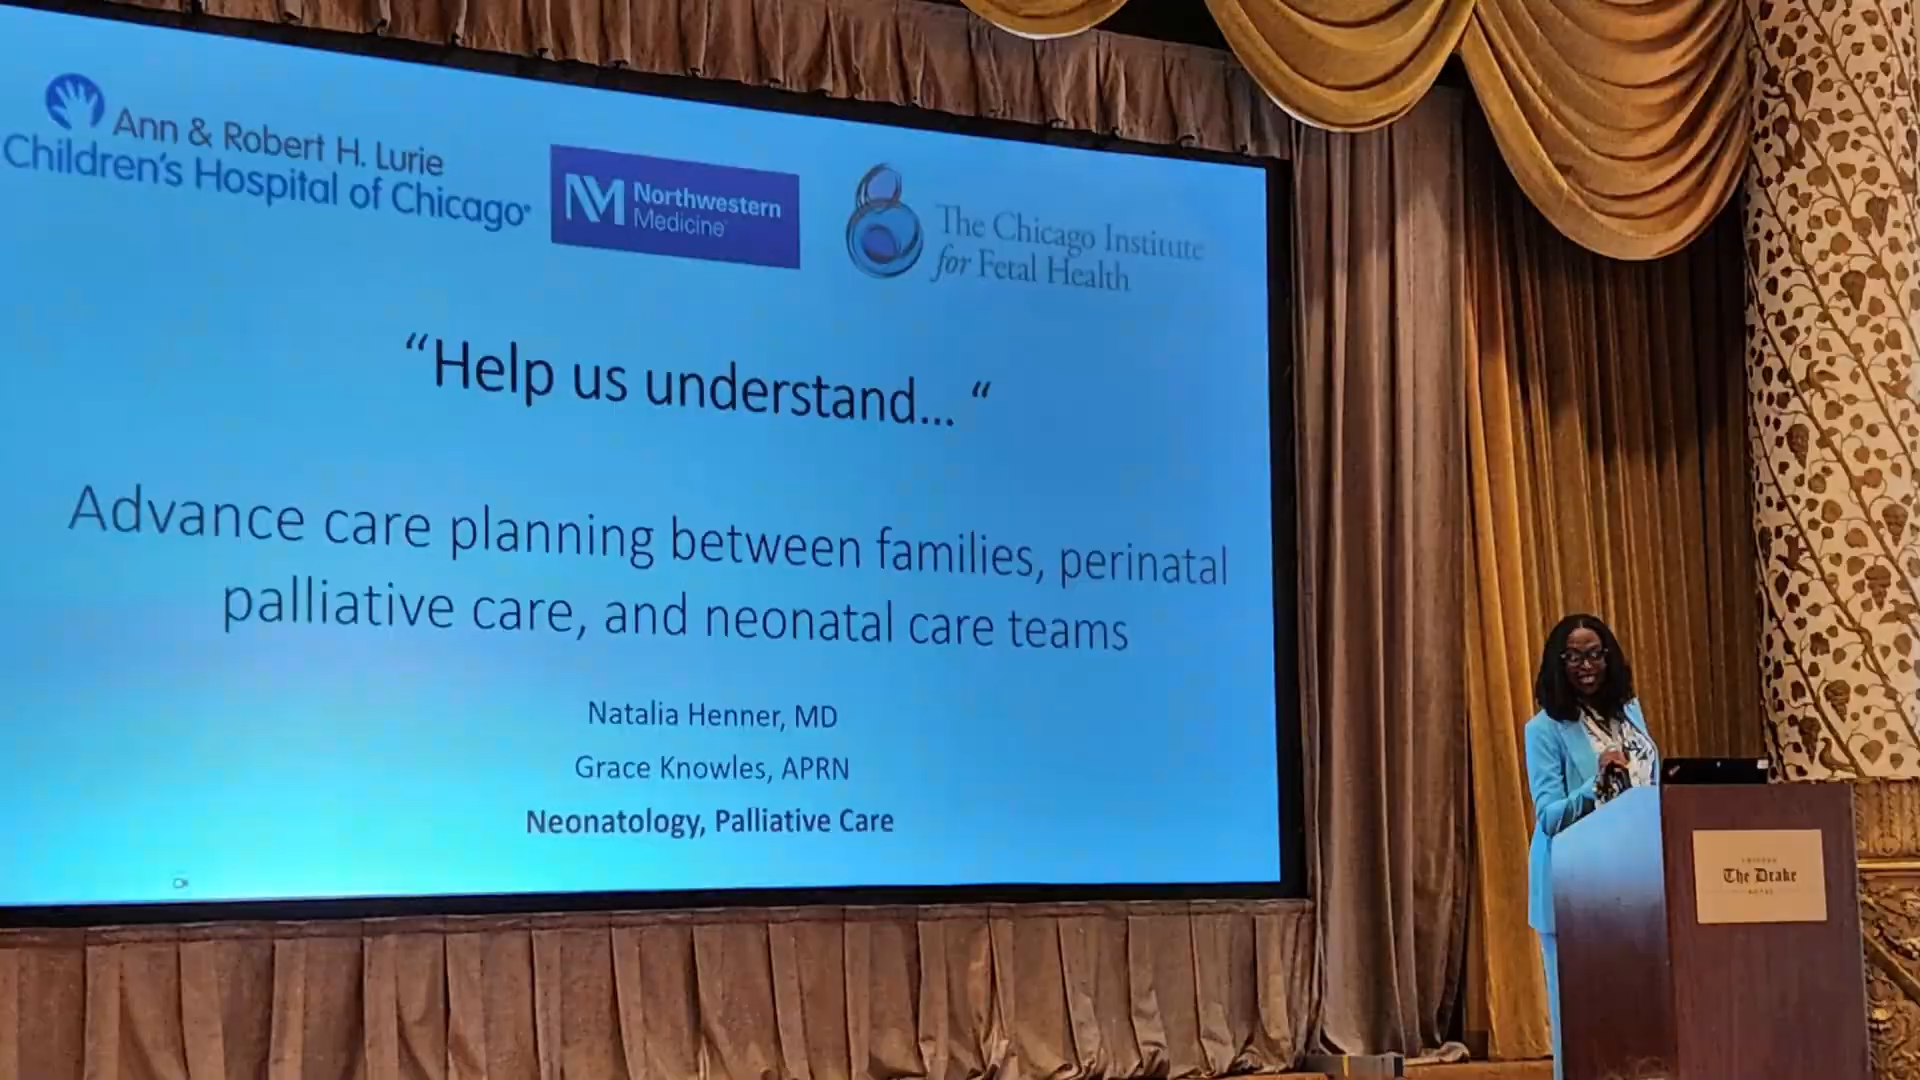 Ann & Robert H. Lurie
Children's Hospital of Chicago
NM Northwestern
Medicine
The Chicago Institute
for Fetal Health
“Help us understand... “
Advance care planning between families, perinatal
palliative care, and neonatal care teams
Natalia Henner, MD
Grace Knowles, APRN
Neonatology, Palliative Care
The Drake